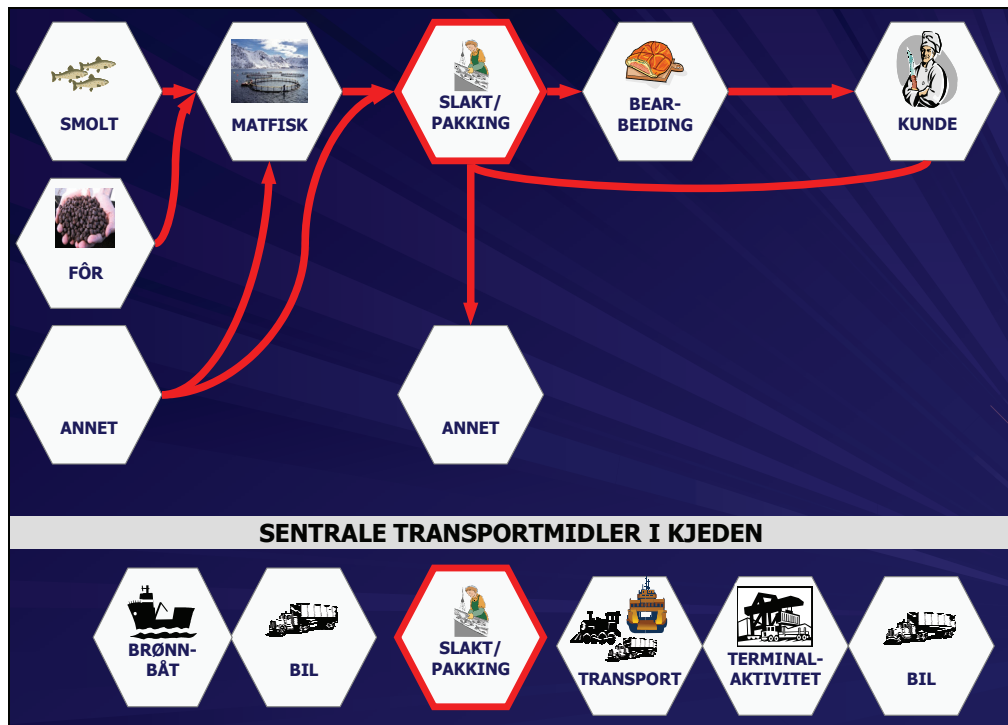 SMOLT
MATFISK
SLAKT/
PAKKING
BEAR-
BEIDING
KUNDE
FÔR
ANNET
ANNET
SENTRALE TRANSPORTMIDLER I KJEDEN
BRØNN-
BÅT
BIL
SLAKT/
PAKKING
TRANSPORT
TERMINAL-
AKTIVITET
BIL